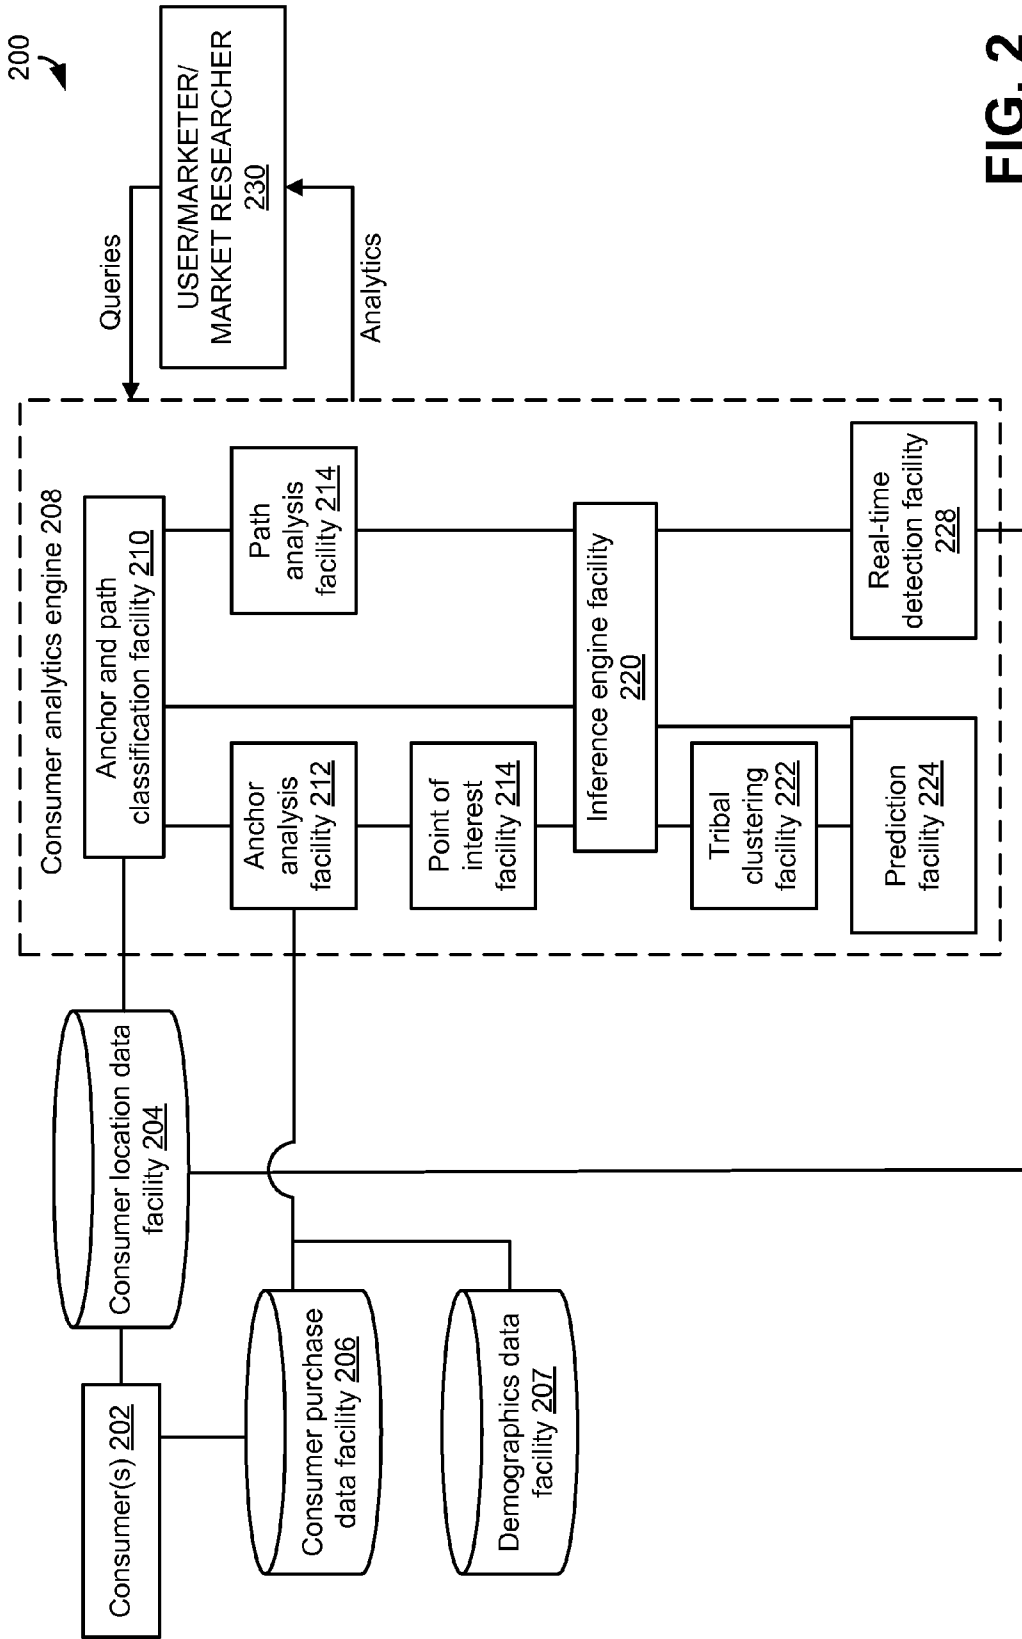 200
Consumer(s) 202
Consumer location data
facility 204
Consumer purchase
data facility 206
Demographics data
facility 207
Consumer analytics engine 208
Anchor and path
classification facility 210
Anchor
analysis
facility 212
Path
analysis
facility 214
Point of
interest
facility 214
Inference engine facility
220
Tribal
clustering
facility 222
Prediction
facility 224
Real-time
detection facility
228
Queries
USER/MARKETER/
MARKET RESEARCHER
230
Analytics
FIG. 2